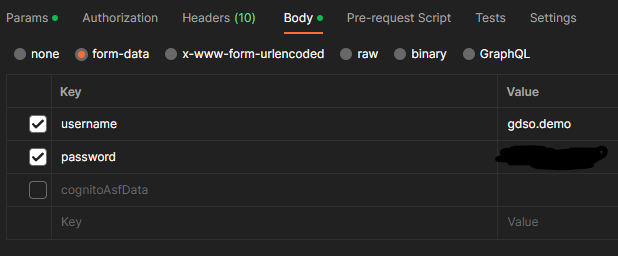 Params Authorization Headers (10) Body Pre-request Script Tests Settings
none form-data x-www-form-urlencoded raw binary GraphQL
Key Value
username gdso.demo
password
cognitoAsfData
Key Value